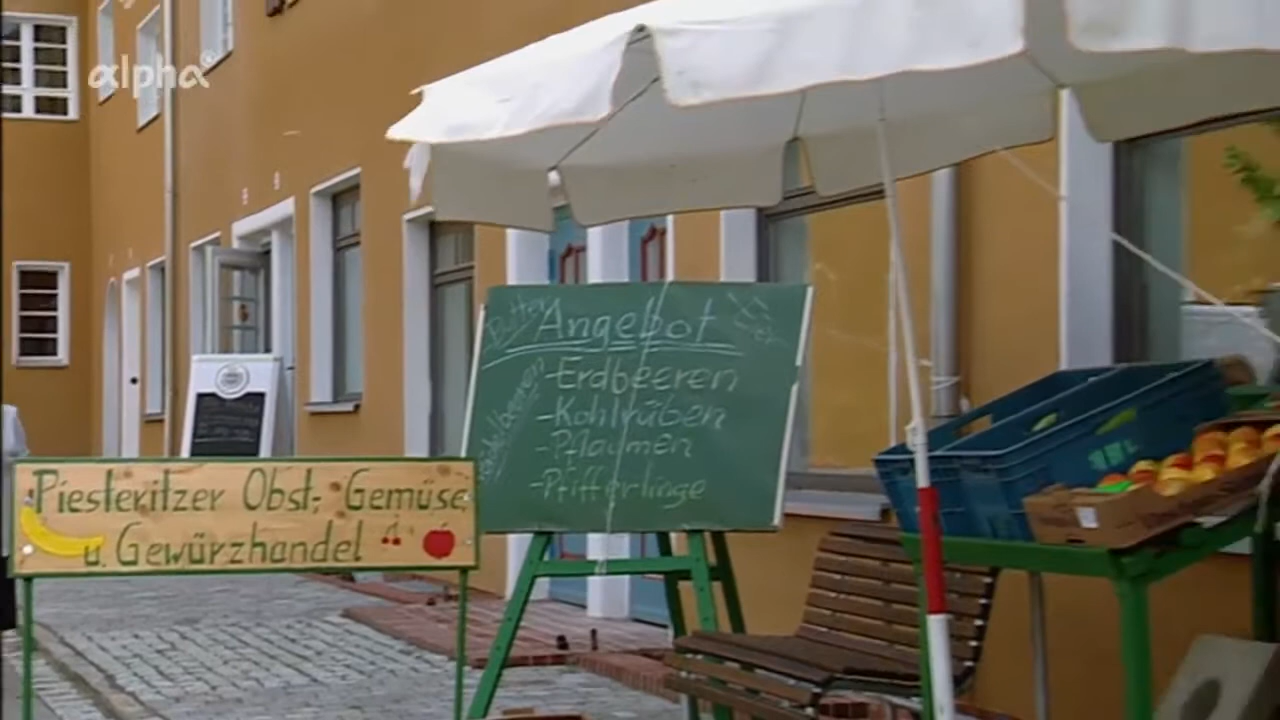 alpha
Angebot
-Erdbeeren
-Kohlrüben
-Pflaumen
-Pfifferlinge
Piesteritzer Obst-, Gemüse
u. Gewürzhandel